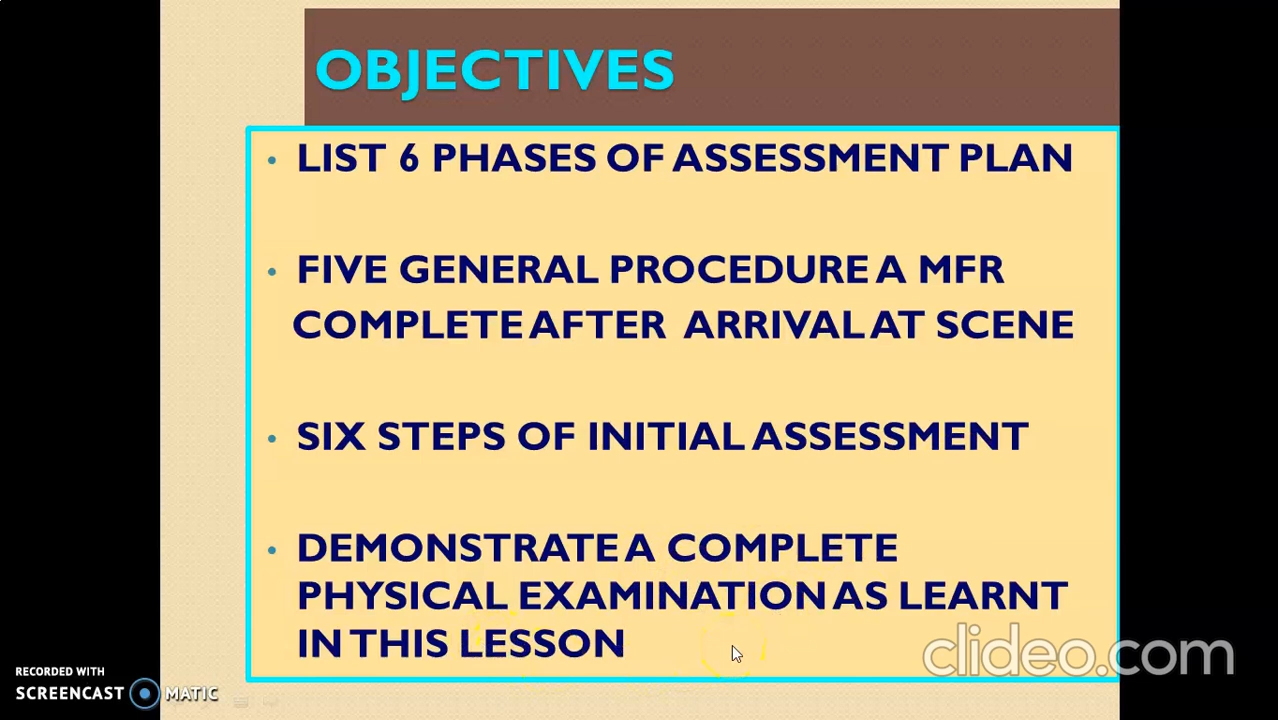 OBJECTIVES
• LIST 6 PHASES OF ASSESSMENT PLAN
• FIVE GENERAL PROCEDURE A MFR
COMPLETE AFTER ARRIVAL AT SCENE
• SIX STEPS OF INITIAL ASSESSMENT
• DEMONSTRATE A COMPLETE
PHYSICAL EXAMINATION AS LEARNT
IN THIS LESSON
clideo.com
RECORDED WITH
SCREENCAST MATIC